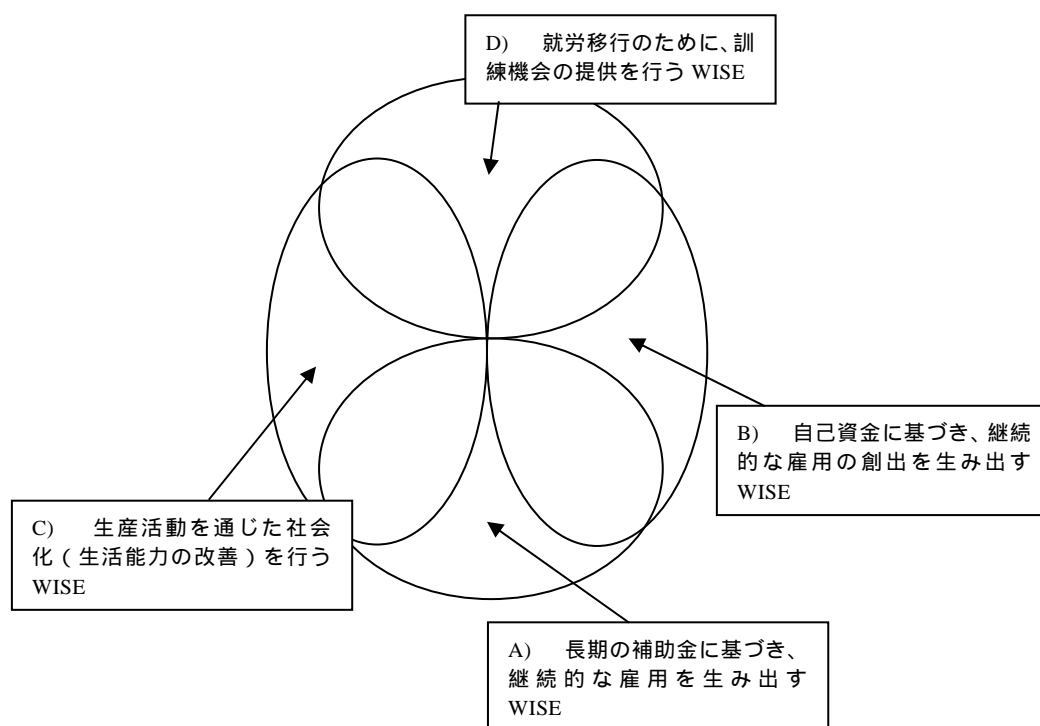 D) 就労移行のために、訓
練機会の提供を行う WISE
B) 自己資金に基づき、継続
的な雇用の創出を生み出す
WISE
C) 生産活動を通じた社会
化（生活能力の改善）を行う
WISE
A) 長期の補助金に基づき、
継続的な雇用を生み出す
WISE